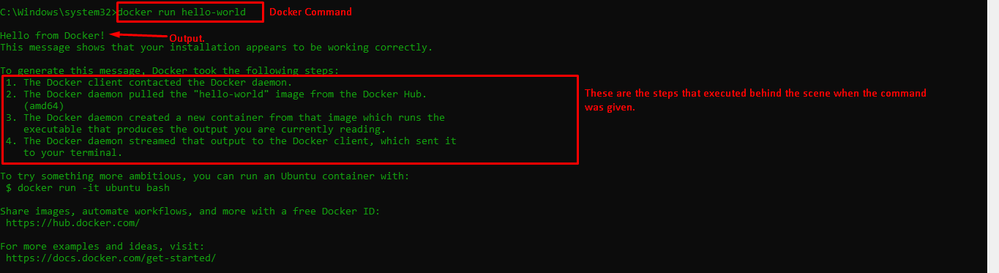 C:\Windows\system32>docker run hello-world
Docker Command
Hello from Docker!
Output.
This message shows that your installation appears to be working correctly.
To generate this message, Docker took the following steps:
1. The Docker client contacted the Docker daemon.
2. The Docker daemon pulled the "hello-world" image from the Docker Hub.
(amd64)
3. The Docker daemon created a new container from that image which runs the
executable that produces the output you are currently reading.
4. The Docker daemon streamed that output to the Docker client, which sent it
to your terminal.
These are the steps that executed behind the scene when the command
was given.
To try something more ambitious, you can run an Ubuntu container with:
$ docker run -it ubuntu bash
Share images, automate workflows, and more with a free Docker ID:
https://hub.docker.com/
For more examples and ideas, visit:
https://docs.docker.com/get-started/